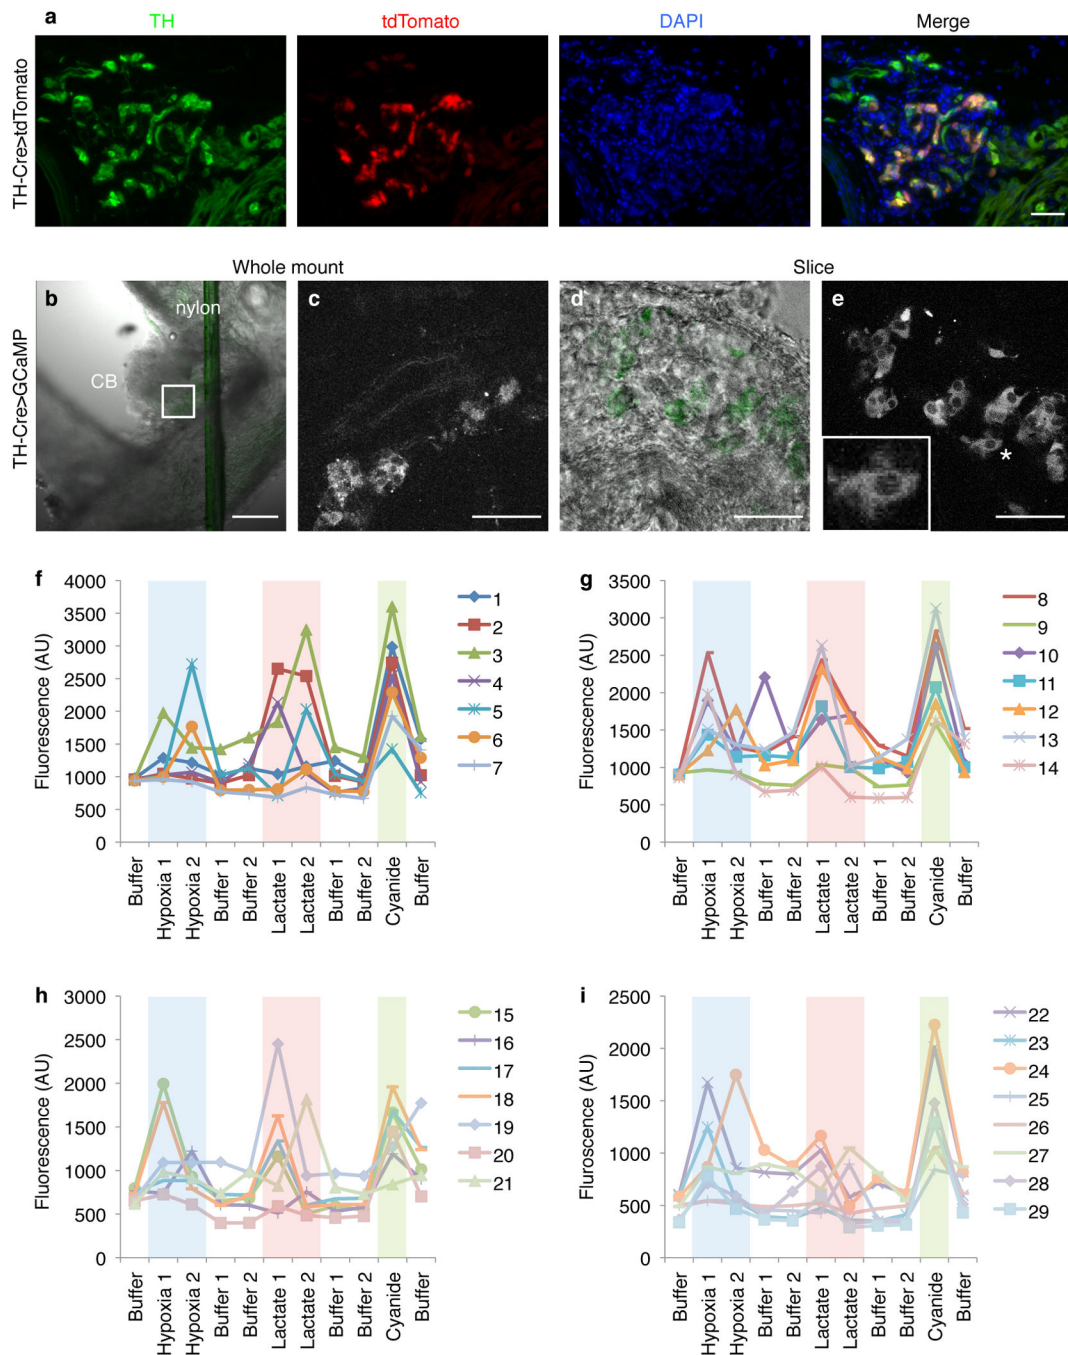 a
TH
tdTomato
DAPI
Merge
TH-Cre>tdTomato
Whole mount
Slice
TH-Cre>GCaMP
b
nylon
CB
c
d
e
*
f
Fluorescence (AU)
4000
3500
3000
2500
2000
1500
1000
500
0
Buffer
Hypoxia 1
Hypoxia 2
Buffer 1
Buffer 2
Lactate 1
Lactate 2
Buffer 1
Buffer 2
Cyanide
Buffer
1
2
3
4
5
6
7
g
Fluorescence (AU)
3500
3000
2500
2000
1500
1000
500
0
Buffer
Hypoxia 1
Hypoxia 2
Buffer 1
Buffer 2
Lactate 1
Lactate 2
Buffer 1
Buffer 2
Cyanide
Buffer
8
9
10
11
12
13
14
h
Fluorescence (AU)
3000
2500
2000
1500
1000
500
0
Buffer
Hypoxia 1
Hypoxia 2
Buffer 1
Buffer 2
Lactate 1
Lactate 2
Buffer 1
Buffer 2
Cyanide
Buffer
15
16
17
18
19
20
21
i
Fluroscence (AU)
2500
2000
1500
1000
500
0
Buffer
Hypoxia 1
Hypoxia 2
Buffer 1
Buffer 2
Lactate 1
Lactate 2
Buffer 1
Buffer 2
Cyanide
Buffer
22
23
24
25
26
27
28
29